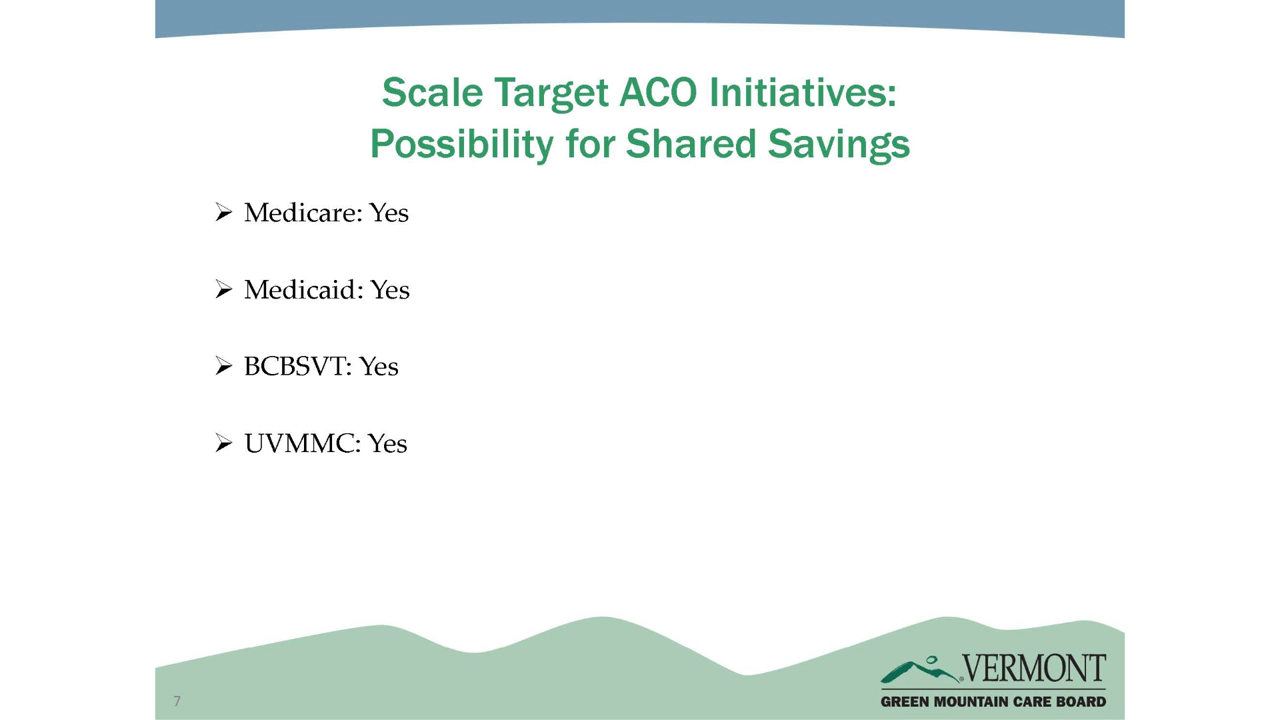 Scale Target ACO Initiatives:
Possibility for Shared Savings
➢ Medicare: Yes
➢ Medicaid: Yes
➢ BCBSVT: Yes
➢ UVMMC: Yes
7
VERMONT
GREEN MOUNTAIN CARE BOARD